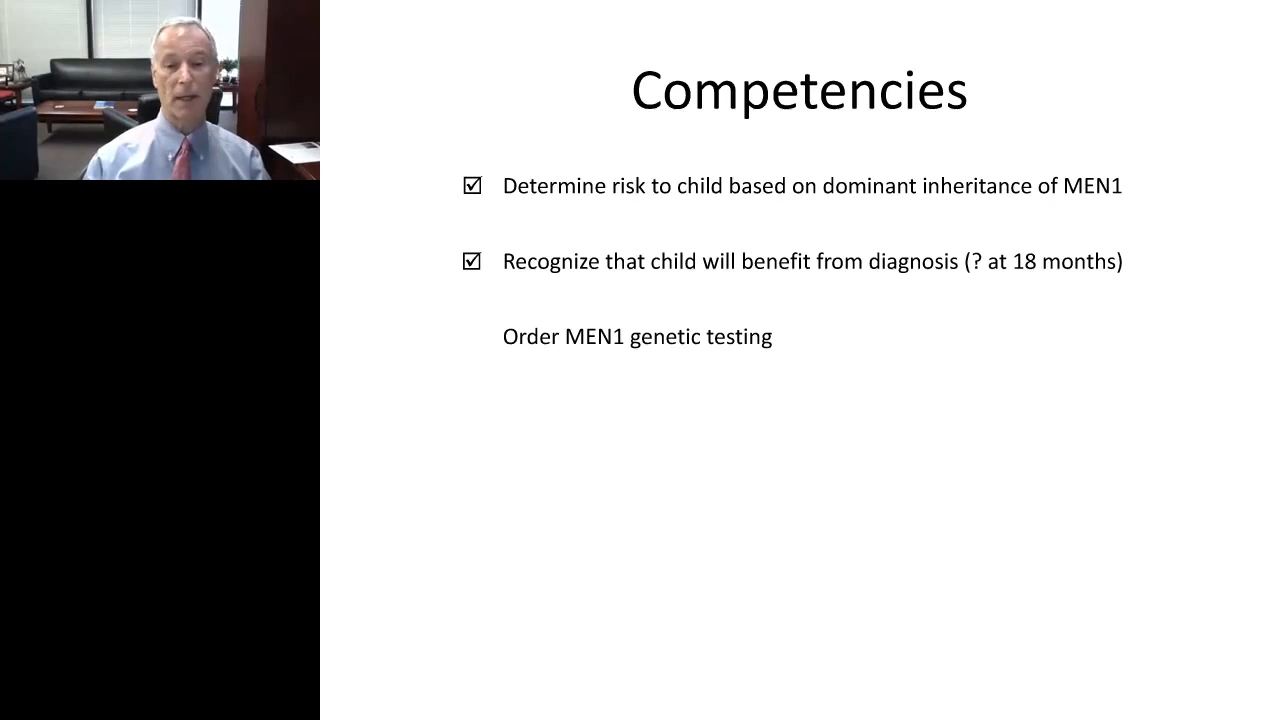 Competencies
☑ Determine risk to child based on dominant inheritance of MEN1
☑ Recognize that child will benefit from diagnosis (? at 18 months)
Order MEN1 genetic testing